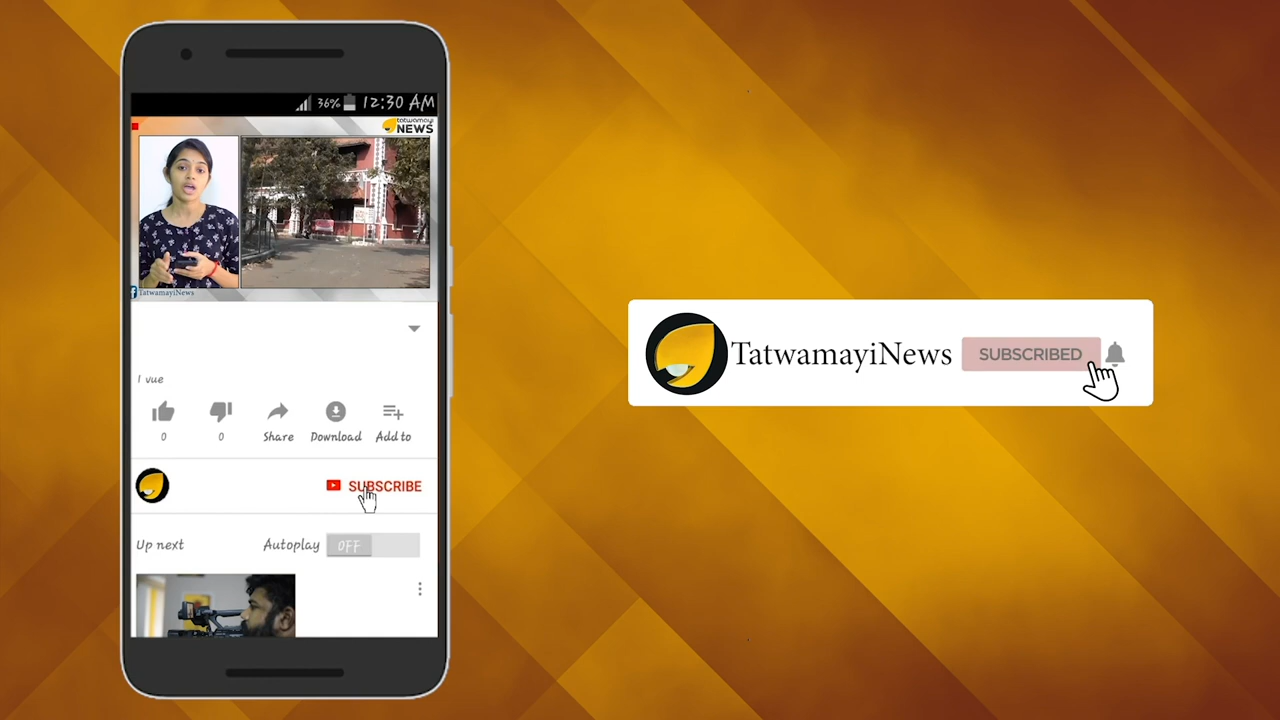 36% 12:30 AM
tatwamayi
NEWS
TatwamayiNews
1 vue
0 0 Share Download Add to
SUBSCRIBE
Up next Autoplay OFF
TatwamayiNews SUBSCRIBED